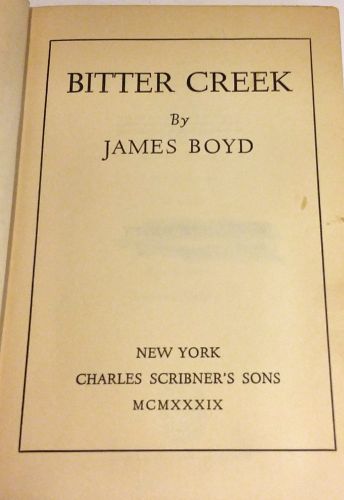 BITTER CREEK
By
JAMES BOYD
NEW YORK
CHARLES SCRIBNER'S SONS
MCMXXXIX